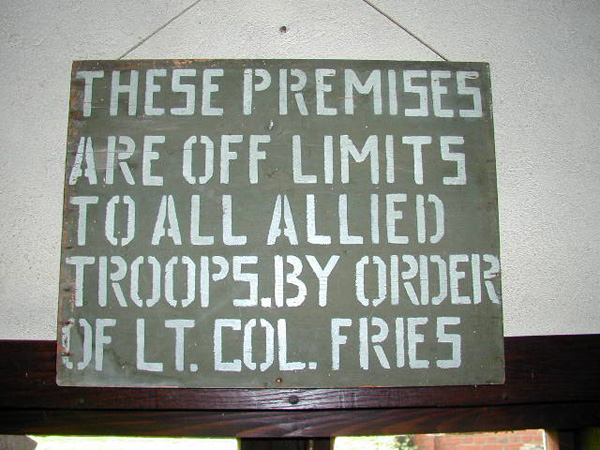 THESE PREMISES
ARE OFF LIMITS
TO ALL ALLIED
TROOPS.BY ORDER
OF LT. COL. FRIES